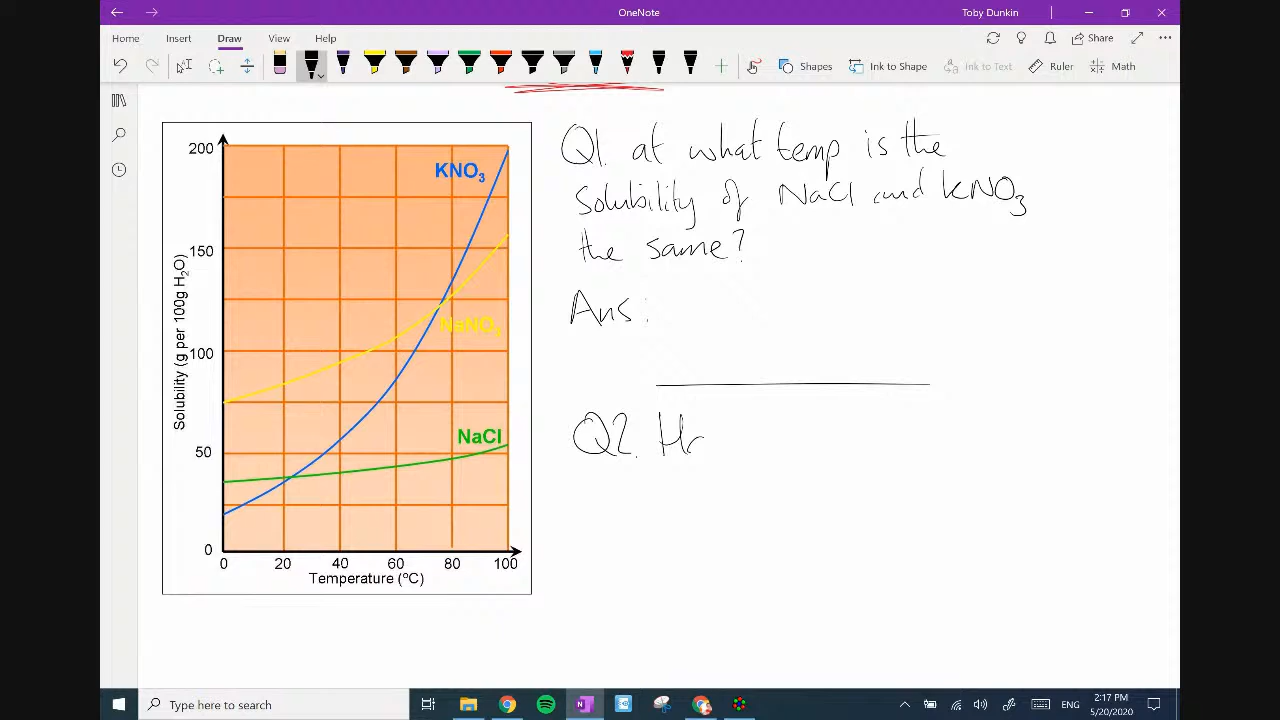 OneNote
Toby Dunkin
Home Insert Draw View Help
Share
Shapes
Ink to Shape
Ink to Text
Ruler
Math
Q1. at what temp is the
solubility of NaCl and KNO3
the same?
Ans:
Q2. Ho
Solubility (g per 100g H2O)
200
150
100
50
0
KNO3
NaNO3
NaCl
0 20 40 60 80 100
Temperature (ºC)
Type here to search
ENG
2:17 PM
5/20/2020